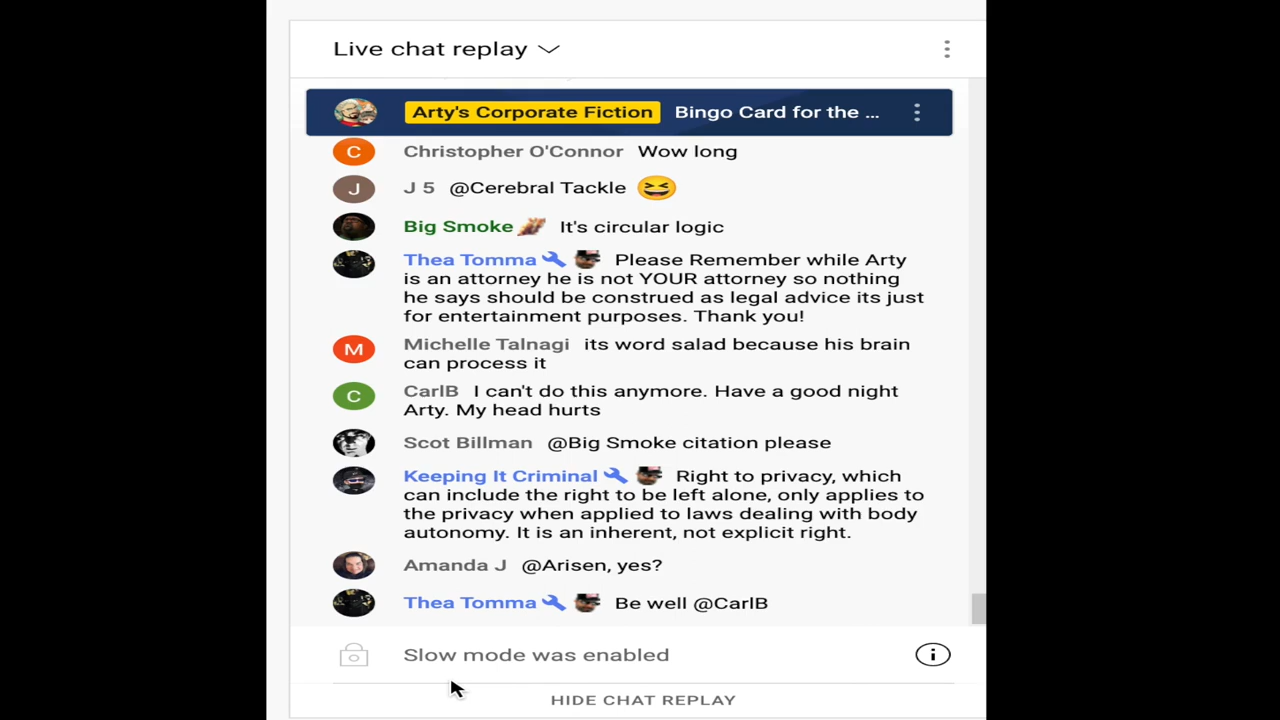 Live chat replay
Arty's Corporate Fiction Bingo Card for the ...
C Christopher O'Connor Wow long
J J 5 @Cerebral Tackle 😆
Big Smoke It's circular logic
Thea Tomma Please Remember while Arty
is an attorney he is not YOUR attorney so nothing
he says should be construed as legal advice its just
for entertainment purposes. Thank you!
M Michelle Talnagi its word salad because his brain
can process it
C CarlB I can't do this anymore. Have a good night
Arty. My head hurts
Scot Billman @Big Smoke citation please
Keeping It Criminal Right to privacy, which
can include the right to be left alone, only applies to
the privacy when applied to laws dealing with body
autonomy. It is an inherent, not explicit right.
Amanda J @Arisen, yes?
Thea Tomma Be well @CarlB
Slow mode was enabled
HIDE CHAT REPLAY